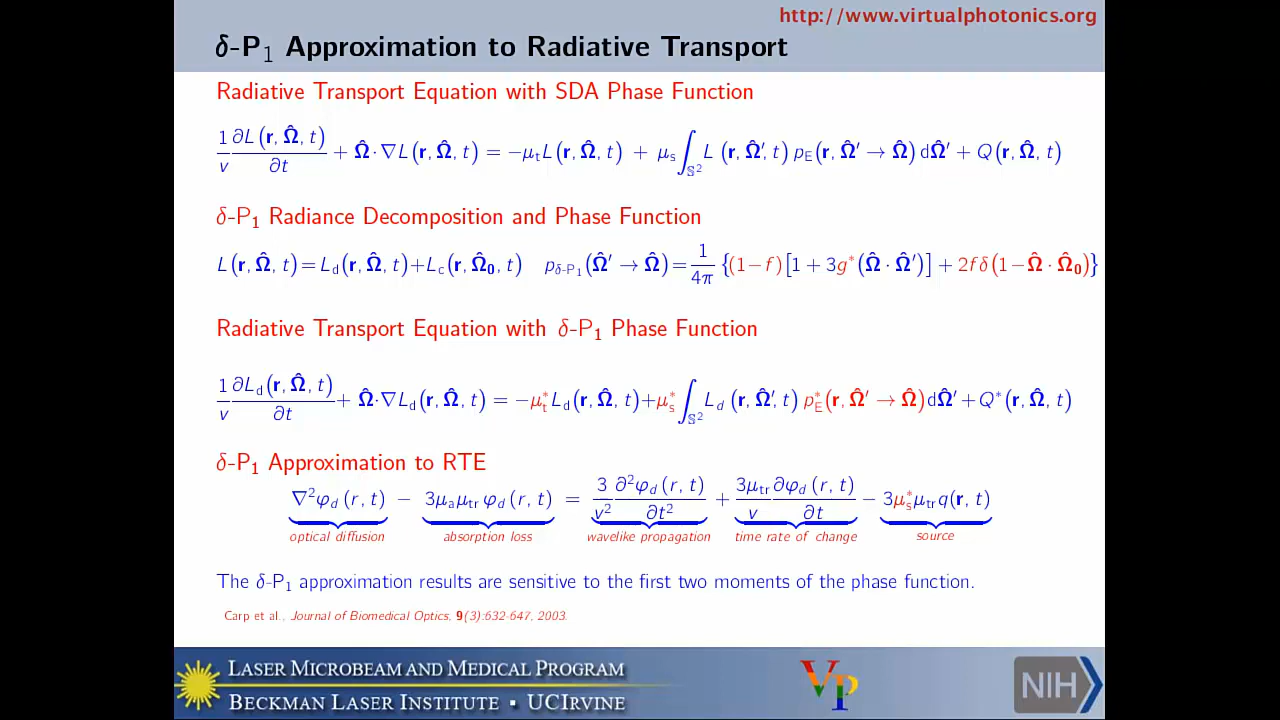 http://www.virtualphotonics.org
δ-P₁ Approximation to Radiative Transport
Radiative Transport Equation with SDA Phase Function
1/v ∂L(r, Ω̂, t)/∂t + Ω̂·∇L(r, Ω̂, t) = −μₜL(r, Ω̂, t) + μₛ∫_𝕊² L (r, Ω̂′, t) p_E(r, Ω̂′ → Ω̂) dΩ̂′ + Q(r, Ω̂, t)
δ-P₁ Radiance Decomposition and Phase Function
L(r, Ω̂, t) = L_d(r, Ω̂, t) + L_c(r, Ω̂₀, t) p_δ-P₁(Ω̂′ → Ω̂) = 1/4π {(1−f)[1 + 3g*(Ω̂ · Ω̂′)] + 2fδ(1−Ω̂ · Ω̂₀)}
Radiative Transport Equation with δ-P₁ Phase Function
1/v ∂L_d(r, Ω̂, t)/∂t + Ω̂·∇L_d(r, Ω̂, t) = −μₜ*L_d(r, Ω̂, t)+μₛ*∫_𝕊² L_d (r, Ω̂′, t) p_E*(r, Ω̂′ → Ω̂)dΩ̂′ + Q*(r, Ω̂, t)
δ-P₁ Approximation to RTE
∇²φ_d (r, t) − 3μₐμ_tr φ_d (r, t) = 3/v² ∂²φ_d (r, t)/∂t² + 3μ_tr/v ∂φ_d (r, t)/∂t − 3μₛ*μ_tr q(r, t)
optical diffusion absorption loss wavelike propagation time rate of change source
The δ-P₁ approximation results are sensitive to the first two moments of the phase function.
Carp et al., Journal of Biomedical Optics, 9(3):632-647, 2003.
LASER MICROBEAM AND MEDICAL PROGRAM
BECKMAN LASER INSTITUTE ▪ UCIRVINE
VP
NIH